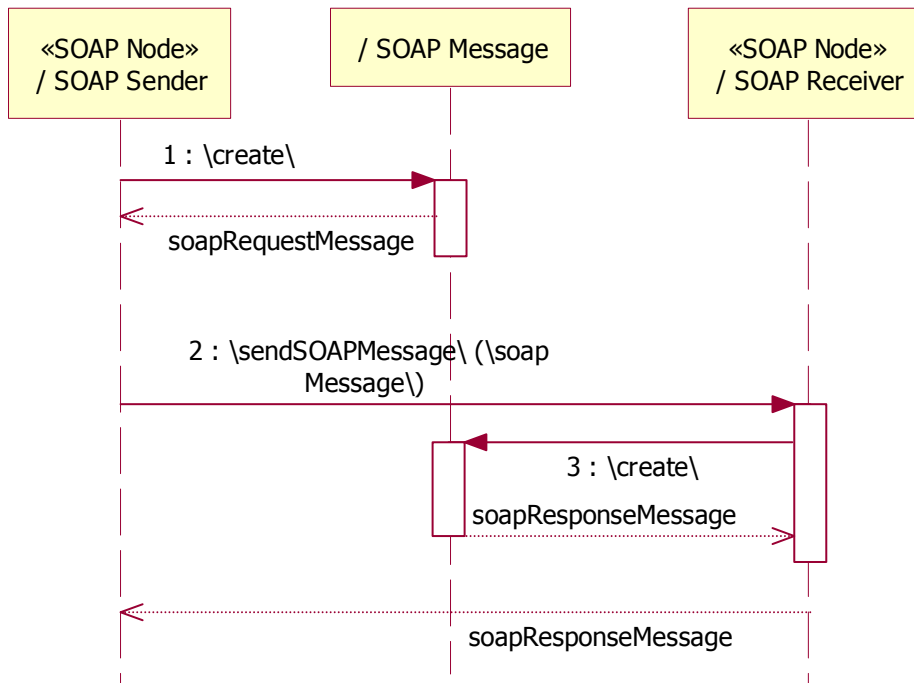 «SOAP Node»
/ SOAP Sender
/ SOAP Message
«SOAP Node»
/ SOAP Receiver
1 : \create\
soapRequestMessage
2 : \sendSOAPMessage\ (\soap
Message\)
3 : \create\
soapResponseMessage
soapResponseMessage